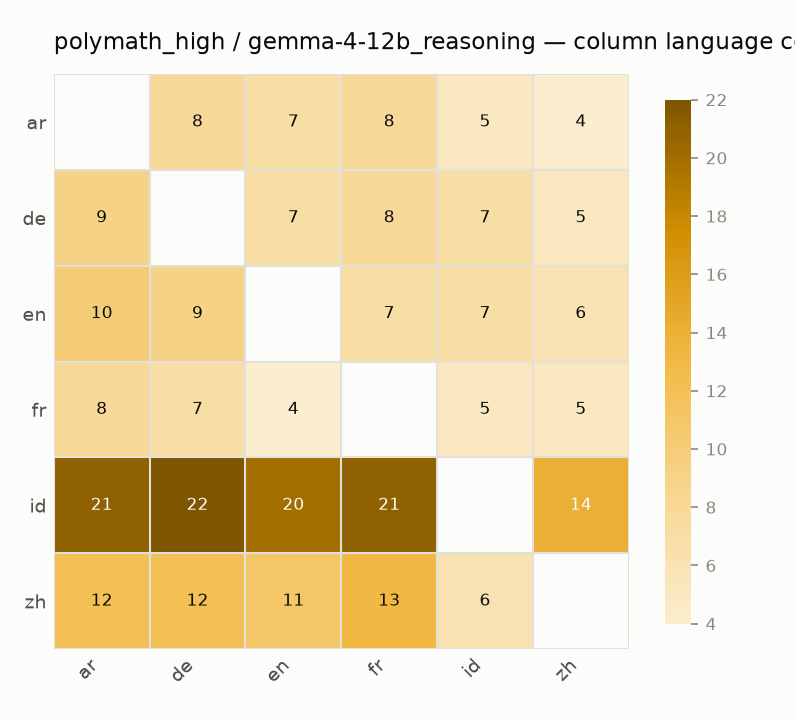 polymath_high / gemma-4-12b_reasoning — column language
ar 8 7 8 5 4
de 9 7 8 7 5
en 10 9 7 7 6
fr 8 7 4 5 5
id 21 22 20 21 14
zh 12 12 11 13 6
ar de en fr id zh
22
20
18
16
14
12
10
8
6
4